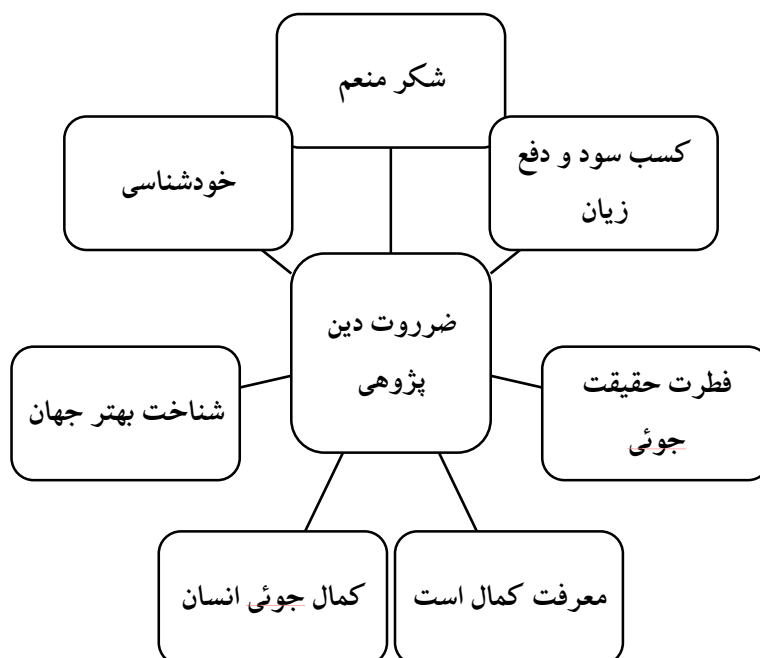 شکر منعم
کسب سود و دفع
زیان
خودشناسی
ضرروت دین
پژوهی
فطرت حقیقت
جوئی
شناخت بهتر جهان
معرفت کمال است
کمال جوئی انسان